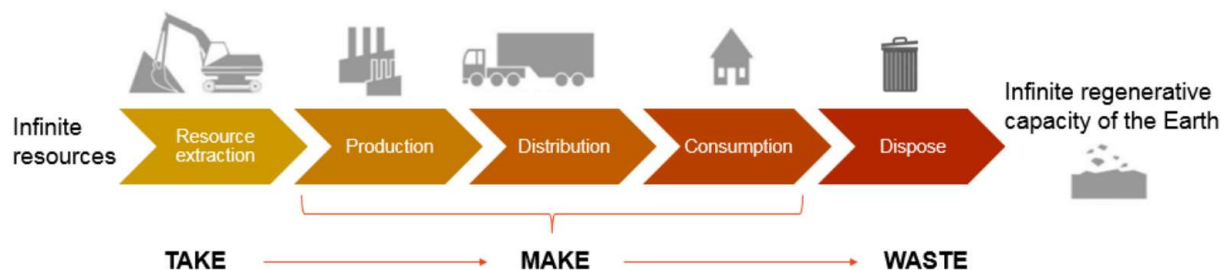 Infinite
resources
Resource
extraction
Production
Distribution
Consumption
Dispose
Infinite regenerative
capacity of the Earth
TAKE
MAKE
WASTE